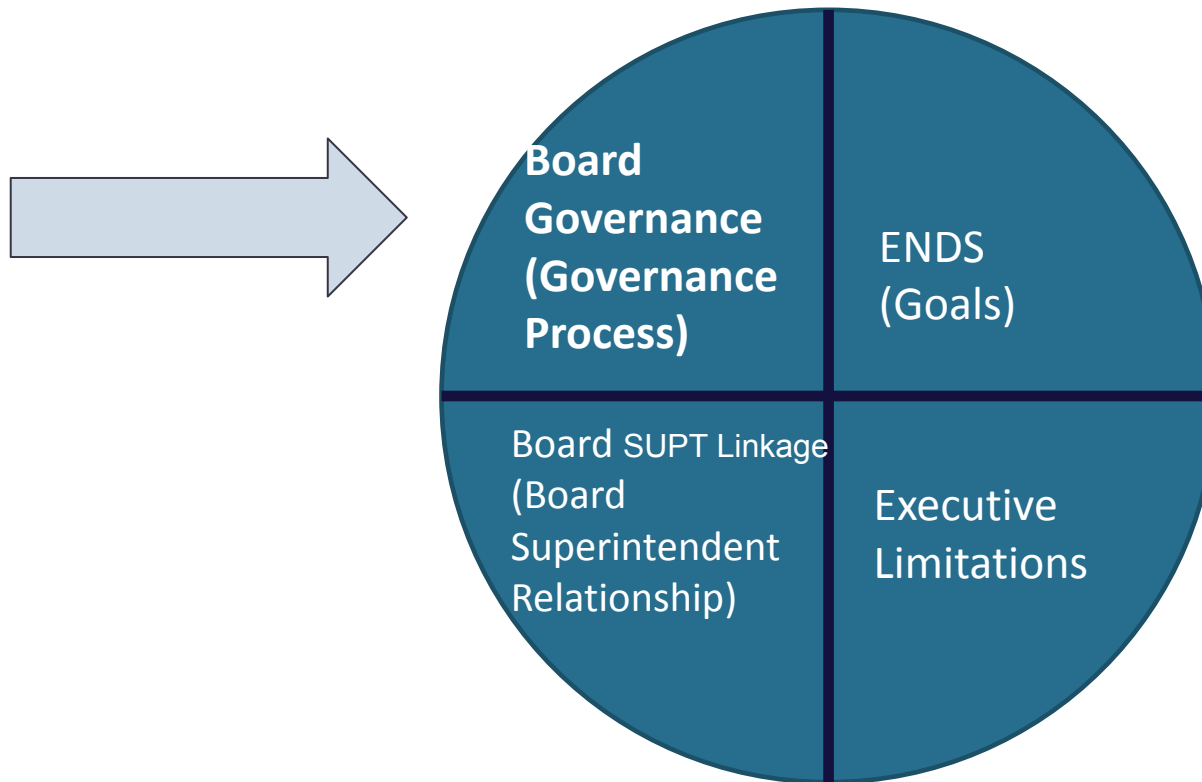 Board
Governance
(Governance
Process)
ENDS
(Goals)
Board SUPT Linkage
(Board
Superintendent
Relationship)
Executive
Limitations